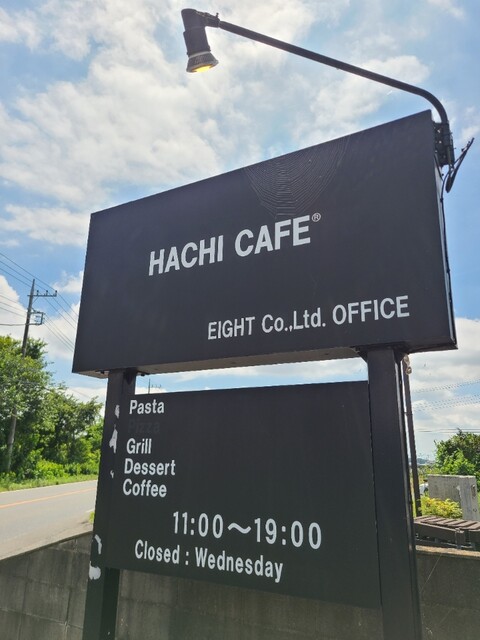 HACHI CAFE®
EIGHT Co.,Ltd. OFFICE
Pasta
Grill
Dessert
Coffee
11:00～19:00
Closed : Wednesday